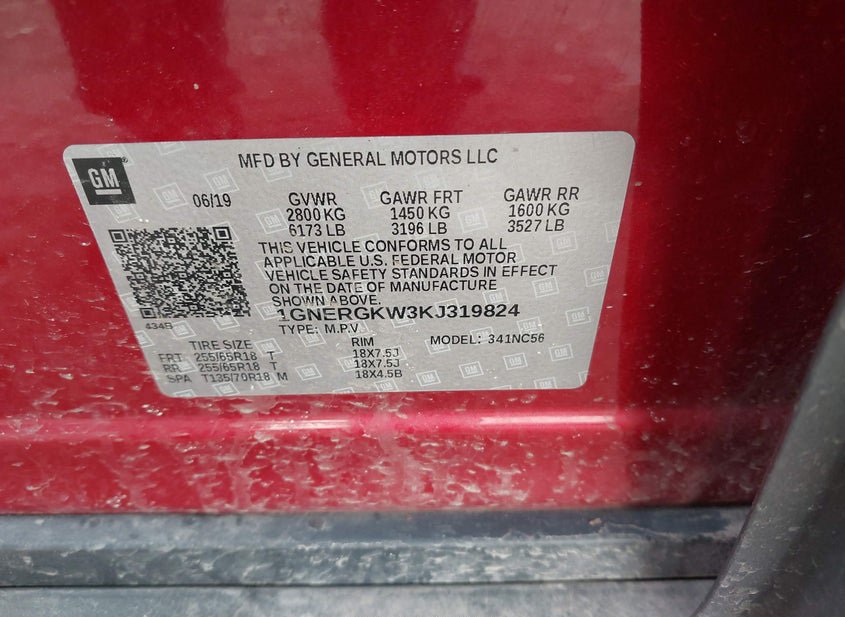 GM
MFD BY GENERAL MOTORS LLC
06/19 GVWR GAWR FRT GAWR RR
2800 KG 1450 KG 1600 KG
6173 LB 3196 LB 3527 LB
THIS VEHICLE CONFORMS TO ALL
APPLICABLE U.S. FEDERAL MOTOR
VEHICLE SAFETY STANDARDS IN EFFECT
ON THE DATE OF MANUFACTURE
SHOWN ABOVE.
434B
1GNERGKW3KJ319824
TYPE: M.P.V. MODEL: 341NC56
TIRE SIZE RIM
FRT 255/65R18 T 18X7.5J
RR 255/65R18 T 18X7.5J
SPA T135/70R18 M 18X4.5B